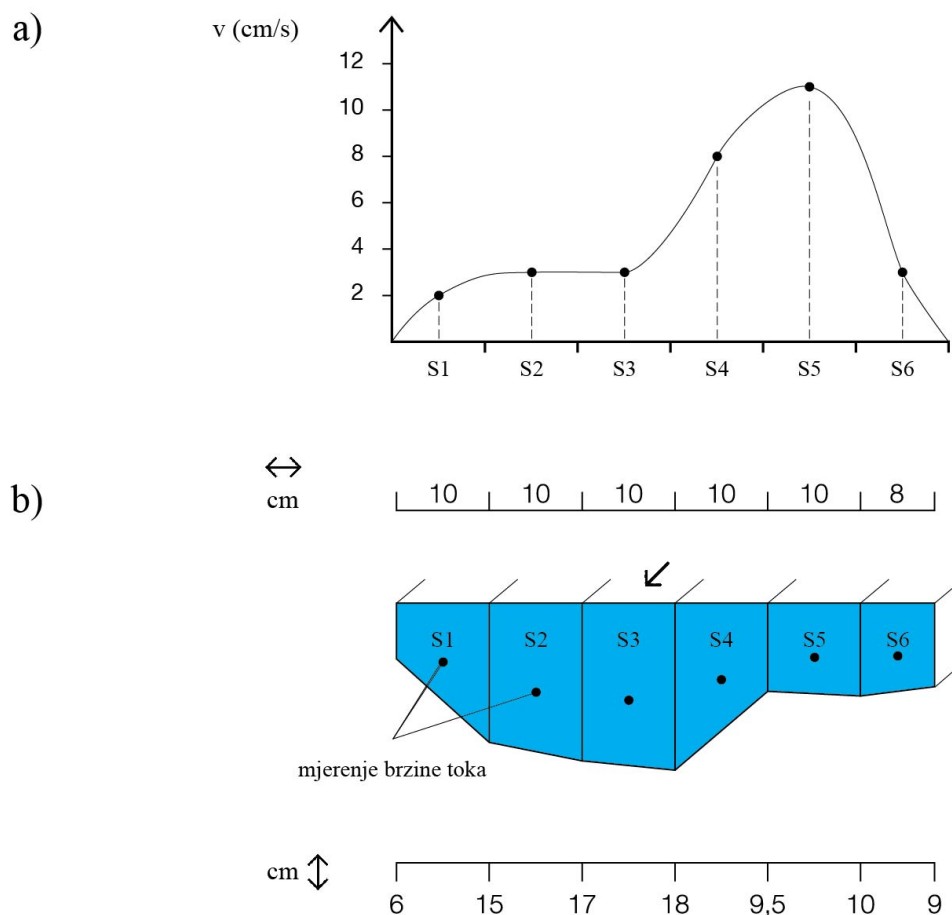 a)
v (cm/s)
12
10
8
6
4
2
S1 S2 S3 S4 S5 S6
b)
cm
10 10 10 10 10 8
S1 S2 S3 S4 S5 S6
mjerenje brzine toka
cm
6 15 17 18 9,5 10 9